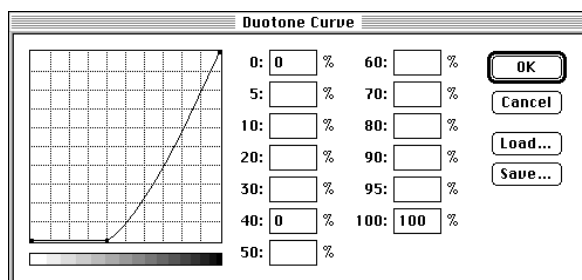 Duotone Curve
0: 0 % 60: % OK
5: % 70: % Cancel
10: % 80: %
20: % 90: % Load...
30: % 95: % Save...
40: 0 % 100: 100 %
50: %